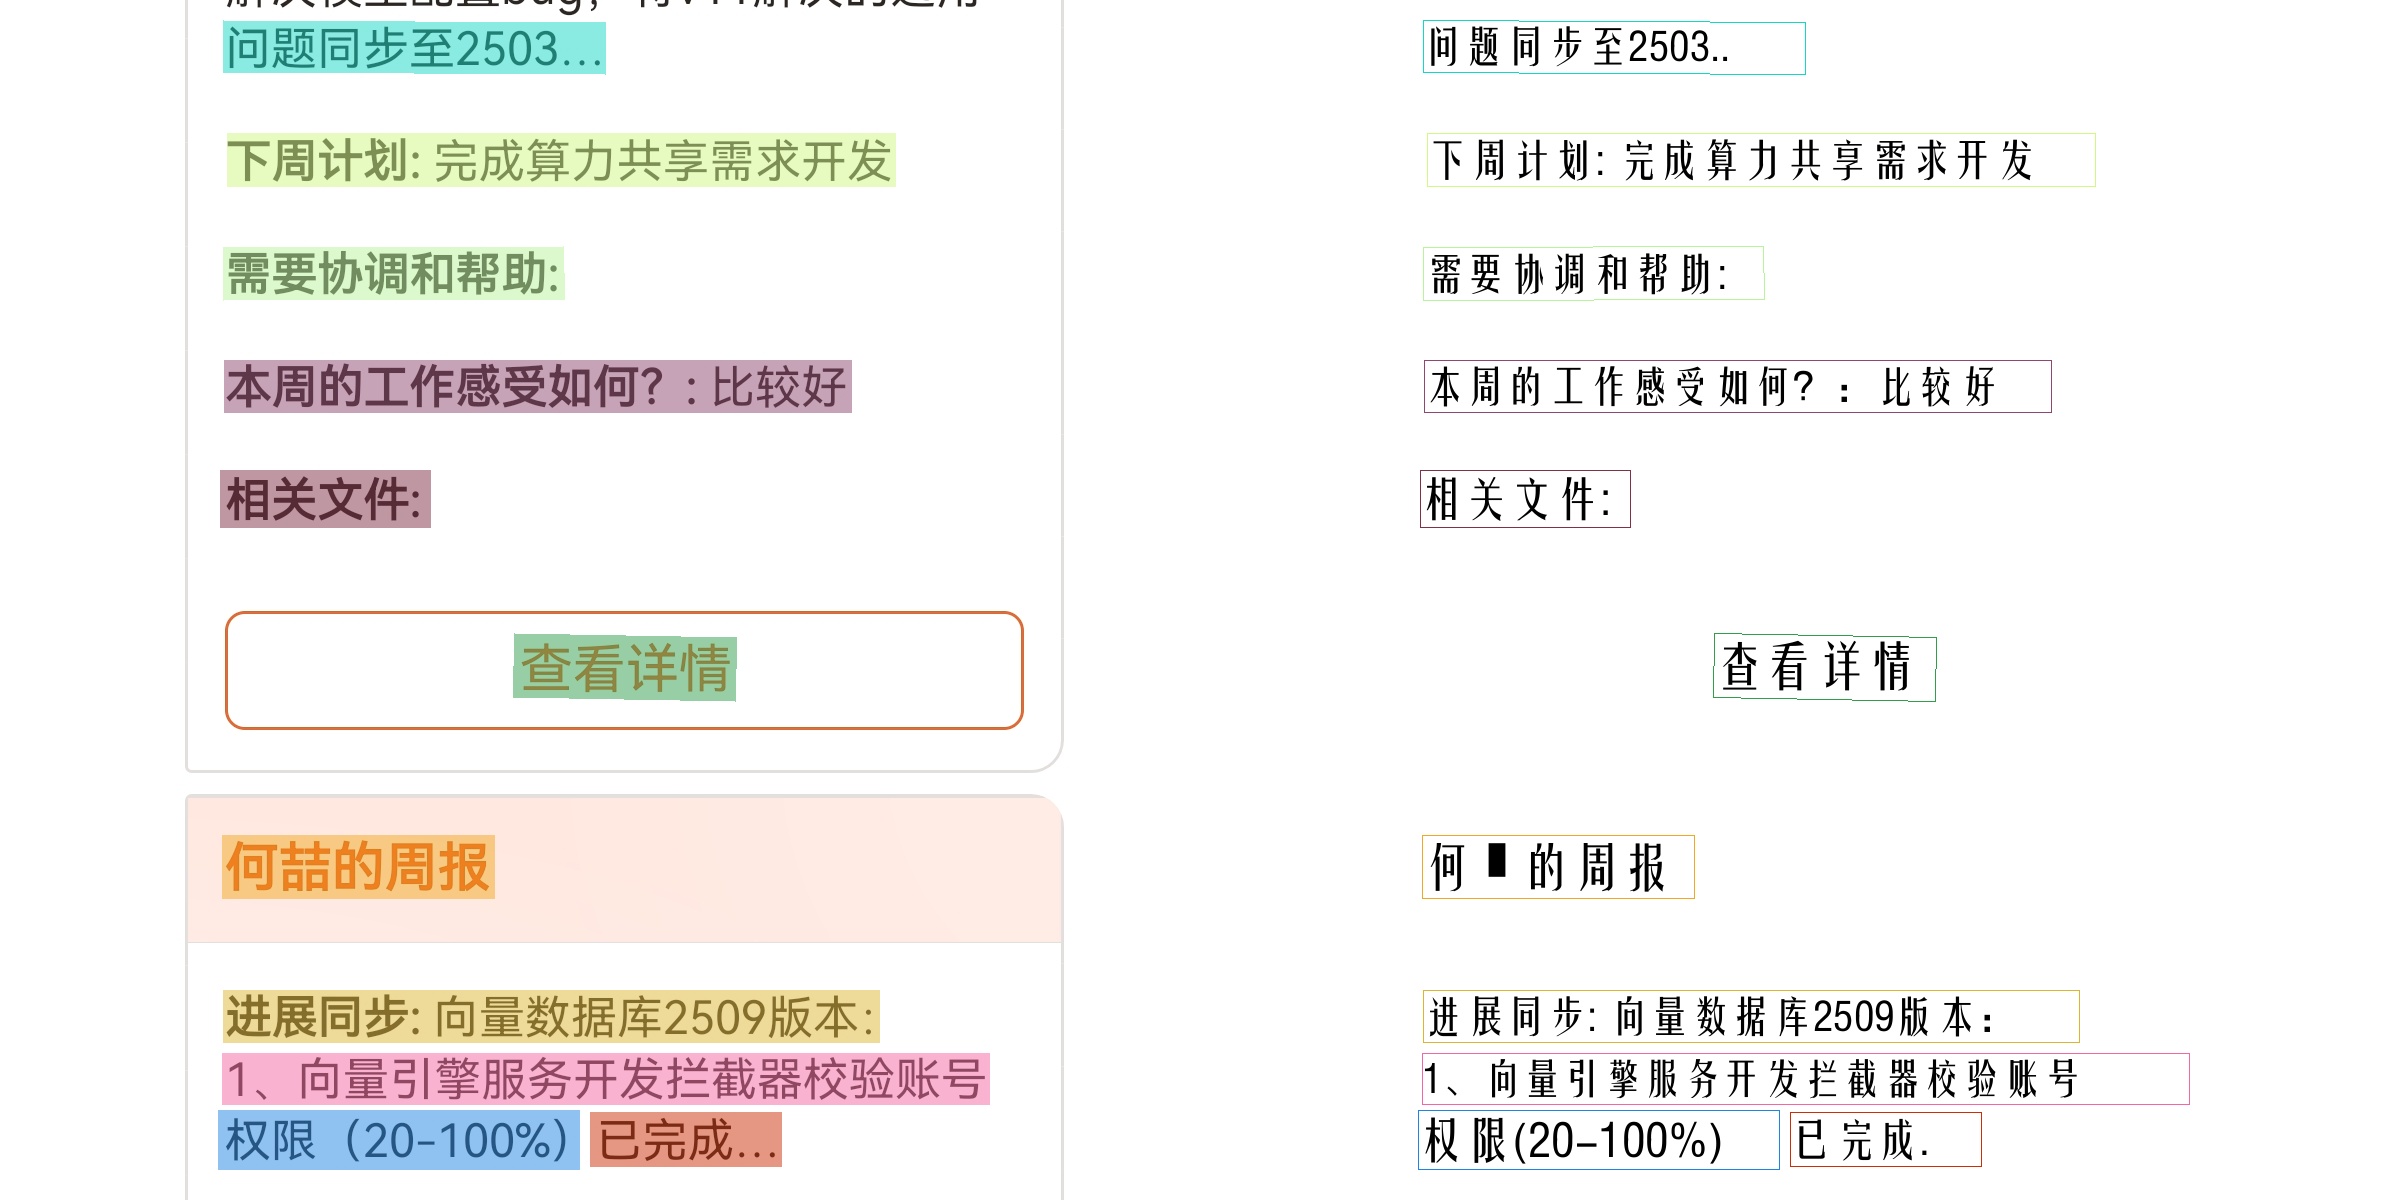 问题同步至2503...
下周计划: 完成算力共享需求开发
需要协调和帮助:
本周的工作感受如何？: 比较好
相关文件:
查看详情
何喆的周报
进展同步: 向量数据库2509版本:
1、向量引擎服务开发拦截器校验账号
权限（20-100%）已完成...
问题同步至2503..
下周计划: 完成算力共享需求开发
需要协调和帮助:
本周的工作感受如何? ：比较好
相关文件:
查看详情
何█的周报
进展同步: 向量数据库2509版本：
1、向量引擎服务开发拦截器校验账号
权限(20-100%) 已完成.